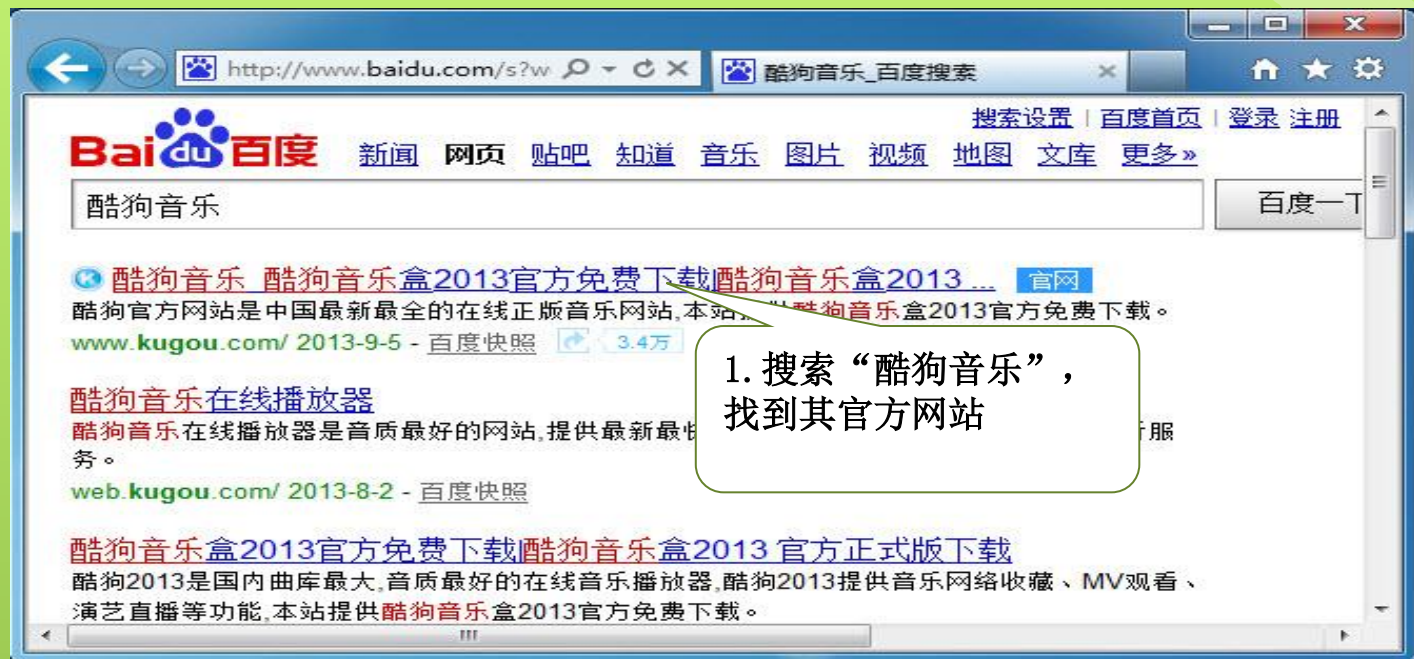 http://www.baidu.com/s?w
酷狗音乐_百度搜索
搜索设置 | 百度首页 | 登录 注册
Bai du 百度 新闻 网页 贴吧 知道 音乐 图片 视频 地图 文库 更多»
酷狗音乐
百度一下
酷狗音乐_酷狗音乐盒2013官方免费下载|酷狗音乐盒2013 ... 官网
酷狗官方网站是中国最新最全的在线正版音乐网站,本站 酷狗音乐盒2013官方免费下载。
www.kugou.com/ 2013-9-5 - 百度快照 3.4万
1.搜索“酷狗音乐”,
找到其官方网站
酷狗音乐在线播放器
酷狗音乐在线播放器是音质最好的网站,提供最新最 服
务。
web.kugou.com/ 2013-8-2 - 百度快照
酷狗音乐盒2013官方免费下载|酷狗音乐盒2013 官方正式版下载
酷狗2013是国内曲库最大,音质最好的在线音乐播放器,酷狗2013提供音乐网络收藏、MV观看、
演艺直播等功能,本站提供酷狗音乐盒2013官方免费下载。